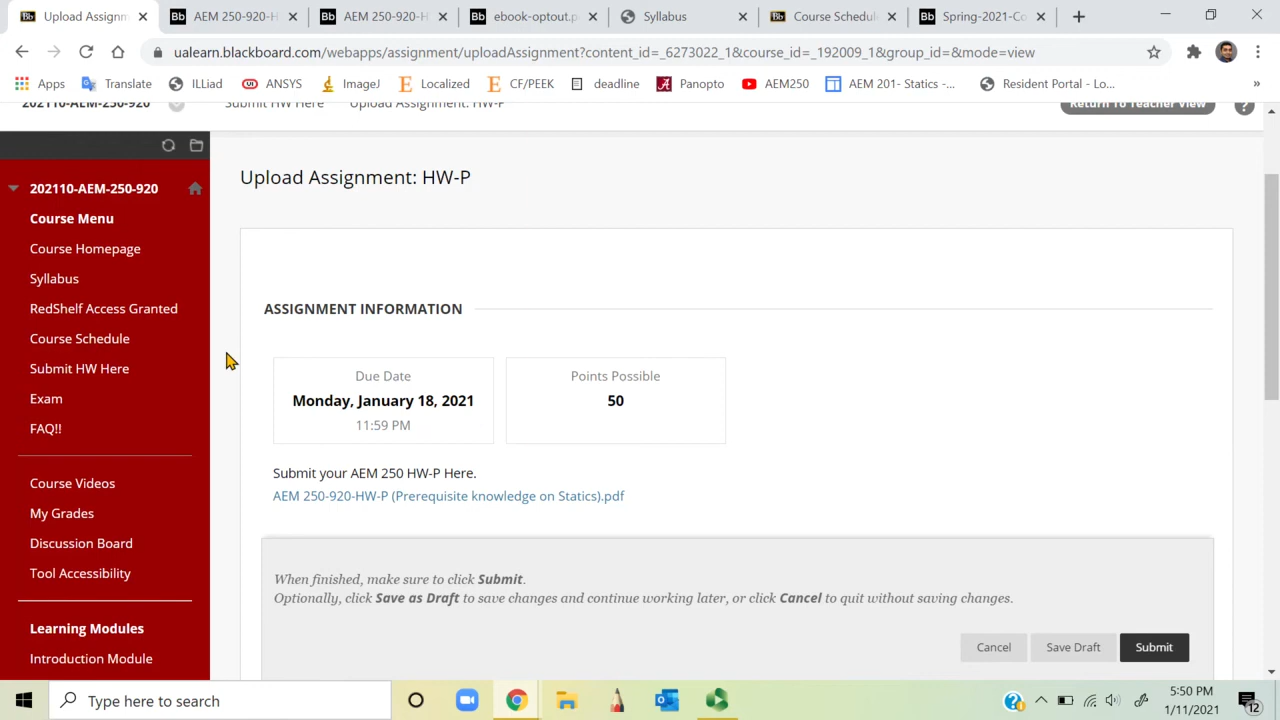 Upload Assignm
AEM 250-920-H
AEM 250-920-H
ebook-optout.p
Syllabus
Course Schedu
Spring-2021-Co
ualearn.blackboard.com/webapps/assignment/uploadAssignment?content_id=_6273022_1&course_id=_192009_1&group_id=&mode=view
Apps
Translate
ILLiad
ANSYS
ImageJ
Localized
CF/PEEK
deadline
Panopto
AEM250
AEM 201- Statics -...
Resident Portal - Lo...
»
202110-AEM-250-920
Submit HW Here
Upload Assignment: HW-P
Return To Teacher View
?
202110-AEM-250-920
Course Menu
Course Homepage
Syllabus
RedShelf Access Granted
Course Schedule
Submit HW Here
Exam
FAQ!!
Course Videos
My Grades
Discussion Board
Tool Accessibility
Learning Modules
Introduction Module
Upload Assignment: HW-P
ASSIGNMENT INFORMATION
Due Date
Monday, January 18, 2021
11:59 PM
Points Possible
50
Submit your AEM 250 HW-P Here.
AEM 250-920-HW-P (Prerequisite knowledge on Statics).pdf
When finished, make sure to click Submit.
Optionally, click Save as Draft to save changes and continue working later, or click Cancel to quit without saving changes.
Cancel
Save Draft
Submit
Type here to search
5:50 PM
1/11/2021
12